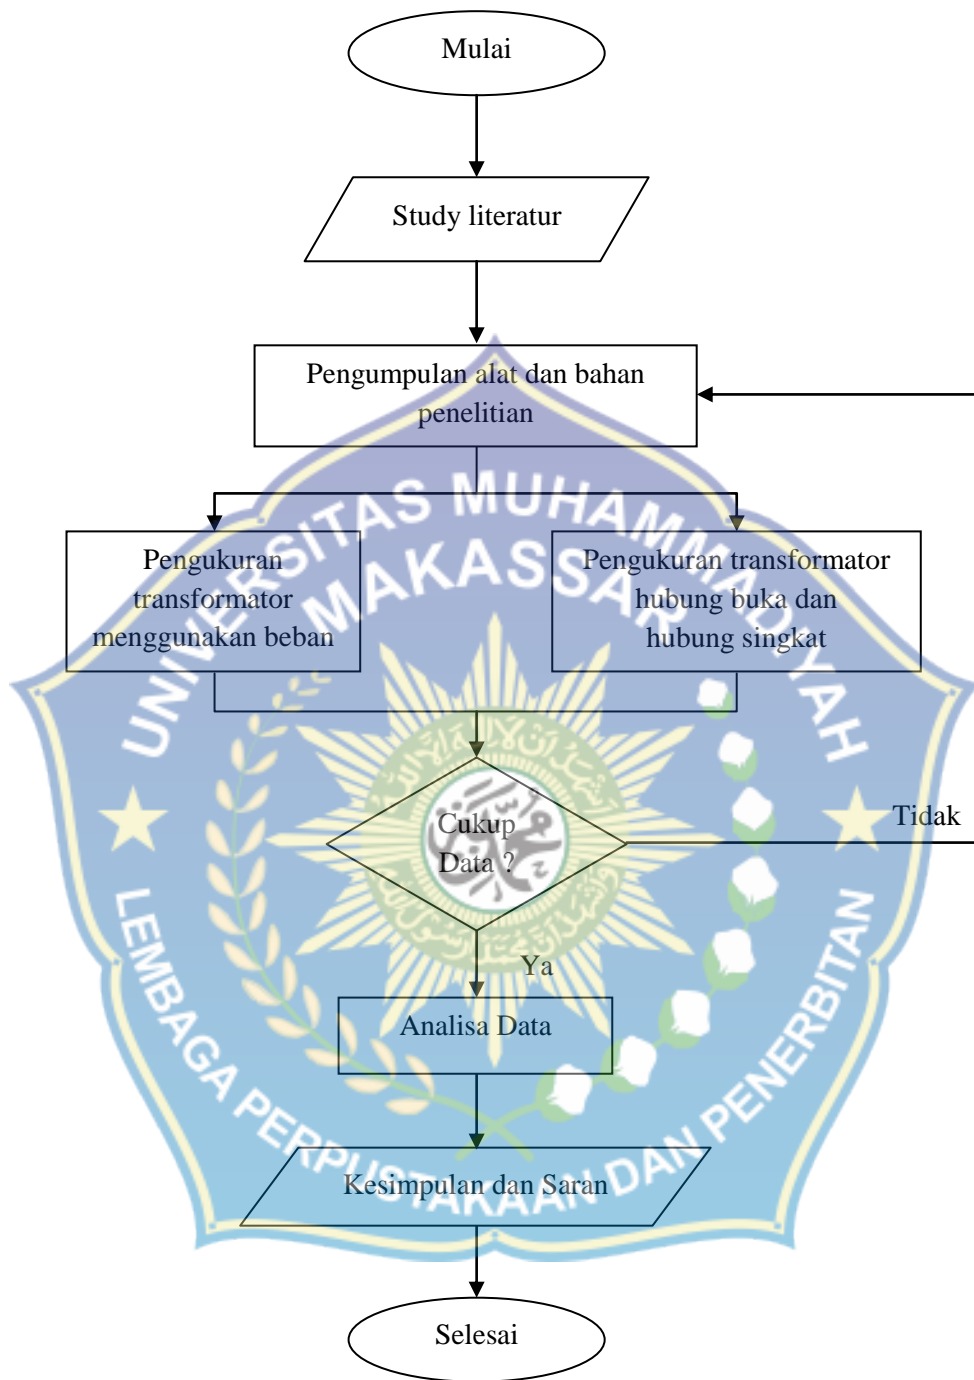 Mulai
Study literatur
Pengumpulan alat dan bahan
penelitian
UNIVERSITAS MUHAMMADIYAH
MAKASSAR
Pengukuran
transformator
menggunakan beban
Pengukuran transformator
hubung buka dan
hubung singkat
Cukup
Data ?
Tidak
Ya
Analisa Data
Kesimpulan dan Saran
LEMBAGA PERPUSTAKAAN DAN PENERBITAN
Selesai